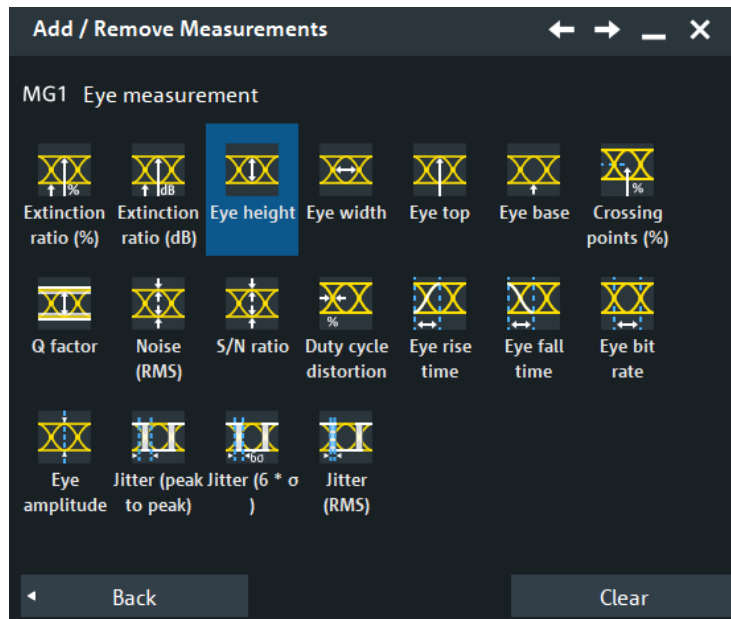 Add / Remove Measurements
MG1 Eye measurement
% dB %
Extinction Extinction Eye height Eye width Eye top Eye base Crossing
ratio (%) ratio (dB) points (%)
%
Q factor Noise S/N ratio Duty cycle Eye rise Eye fall Eye bit
(RMS) distortion time time rate
6σ
Eye Jitter (peak Jitter (6 * σ Jitter
amplitude to peak) ) (RMS)
Back Clear